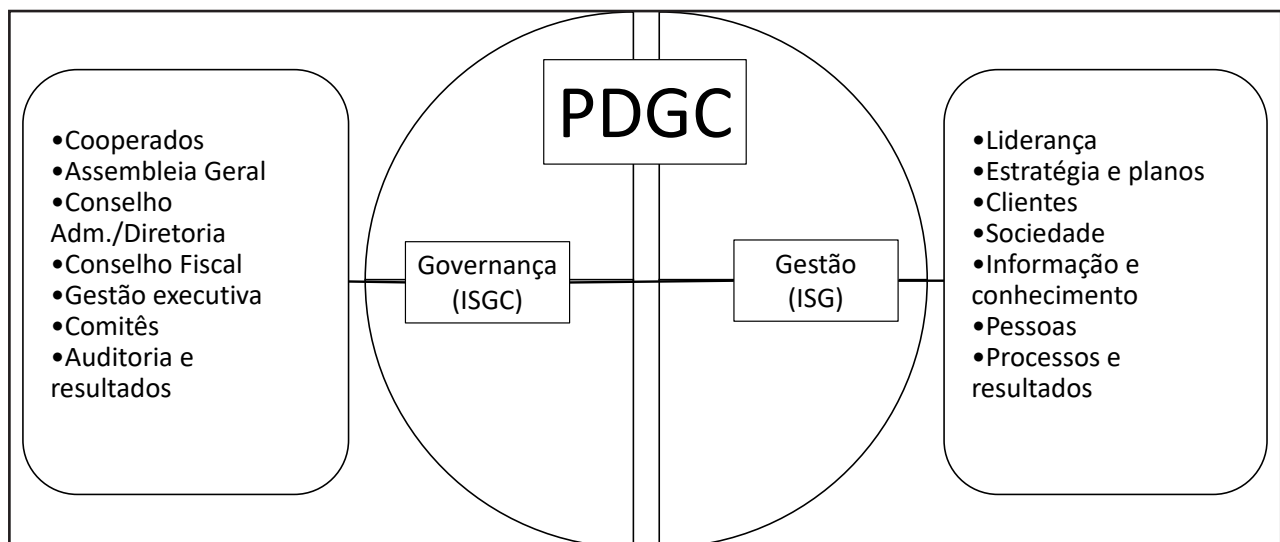 PDGC
•Cooperados
•Assembleia Geral
•Conselho
Adm./Diretoria
•Conselho Fiscal
•Gestão executiva
•Comitês
•Auditoria e
resultados
Governança
(ISGC)
Gestão
(ISG)
•Liderança
•Estratégia e planos
•Clientes
•Sociedade
•Informação e
conhecimento
•Pessoas
•Processos e
resultados